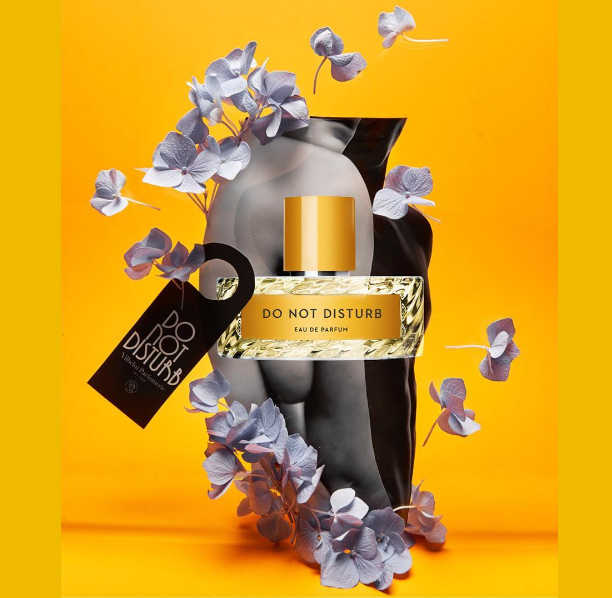 DO NOT DISTURB
EAU DE PARFUM
DO
NOT
DISTURB
Vilhelm Parfumerie